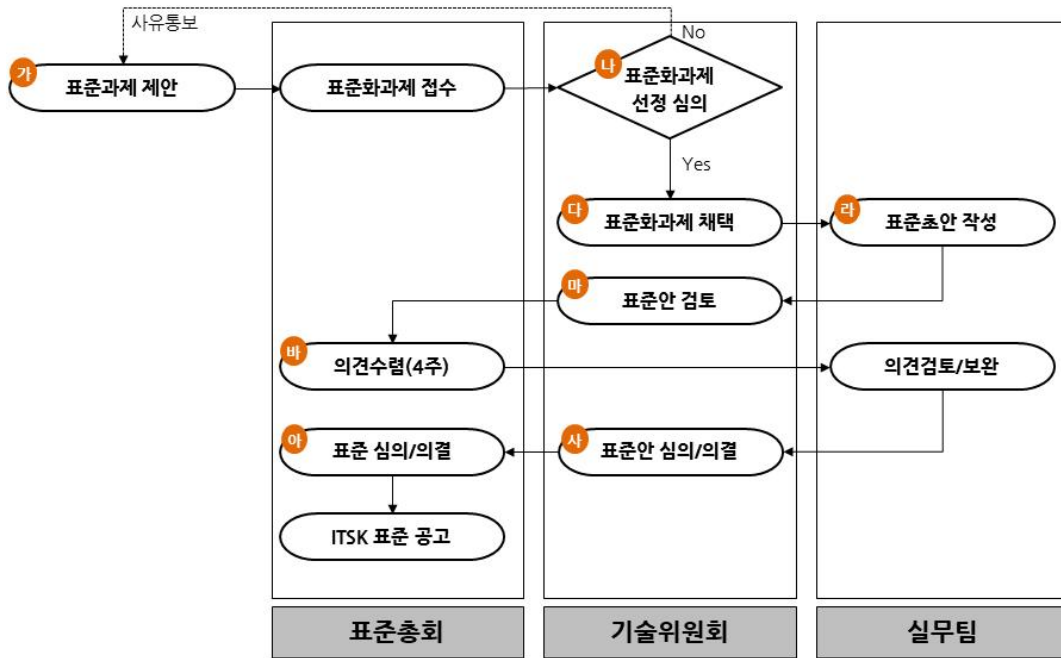 사유통보
No
가
표준과제 제안
표준화과제 접수
나
표준화과제
선정 심의
Yes
다
표준화과제 채택
라
표준초안 작성
마
표준안 검토
바
의견수렴(4주)
의견검토/보완
아
표준 심의/의결
사
표준안 심의/의결
ITSK 표준 공고
표준총회
기술위원회
실무팀